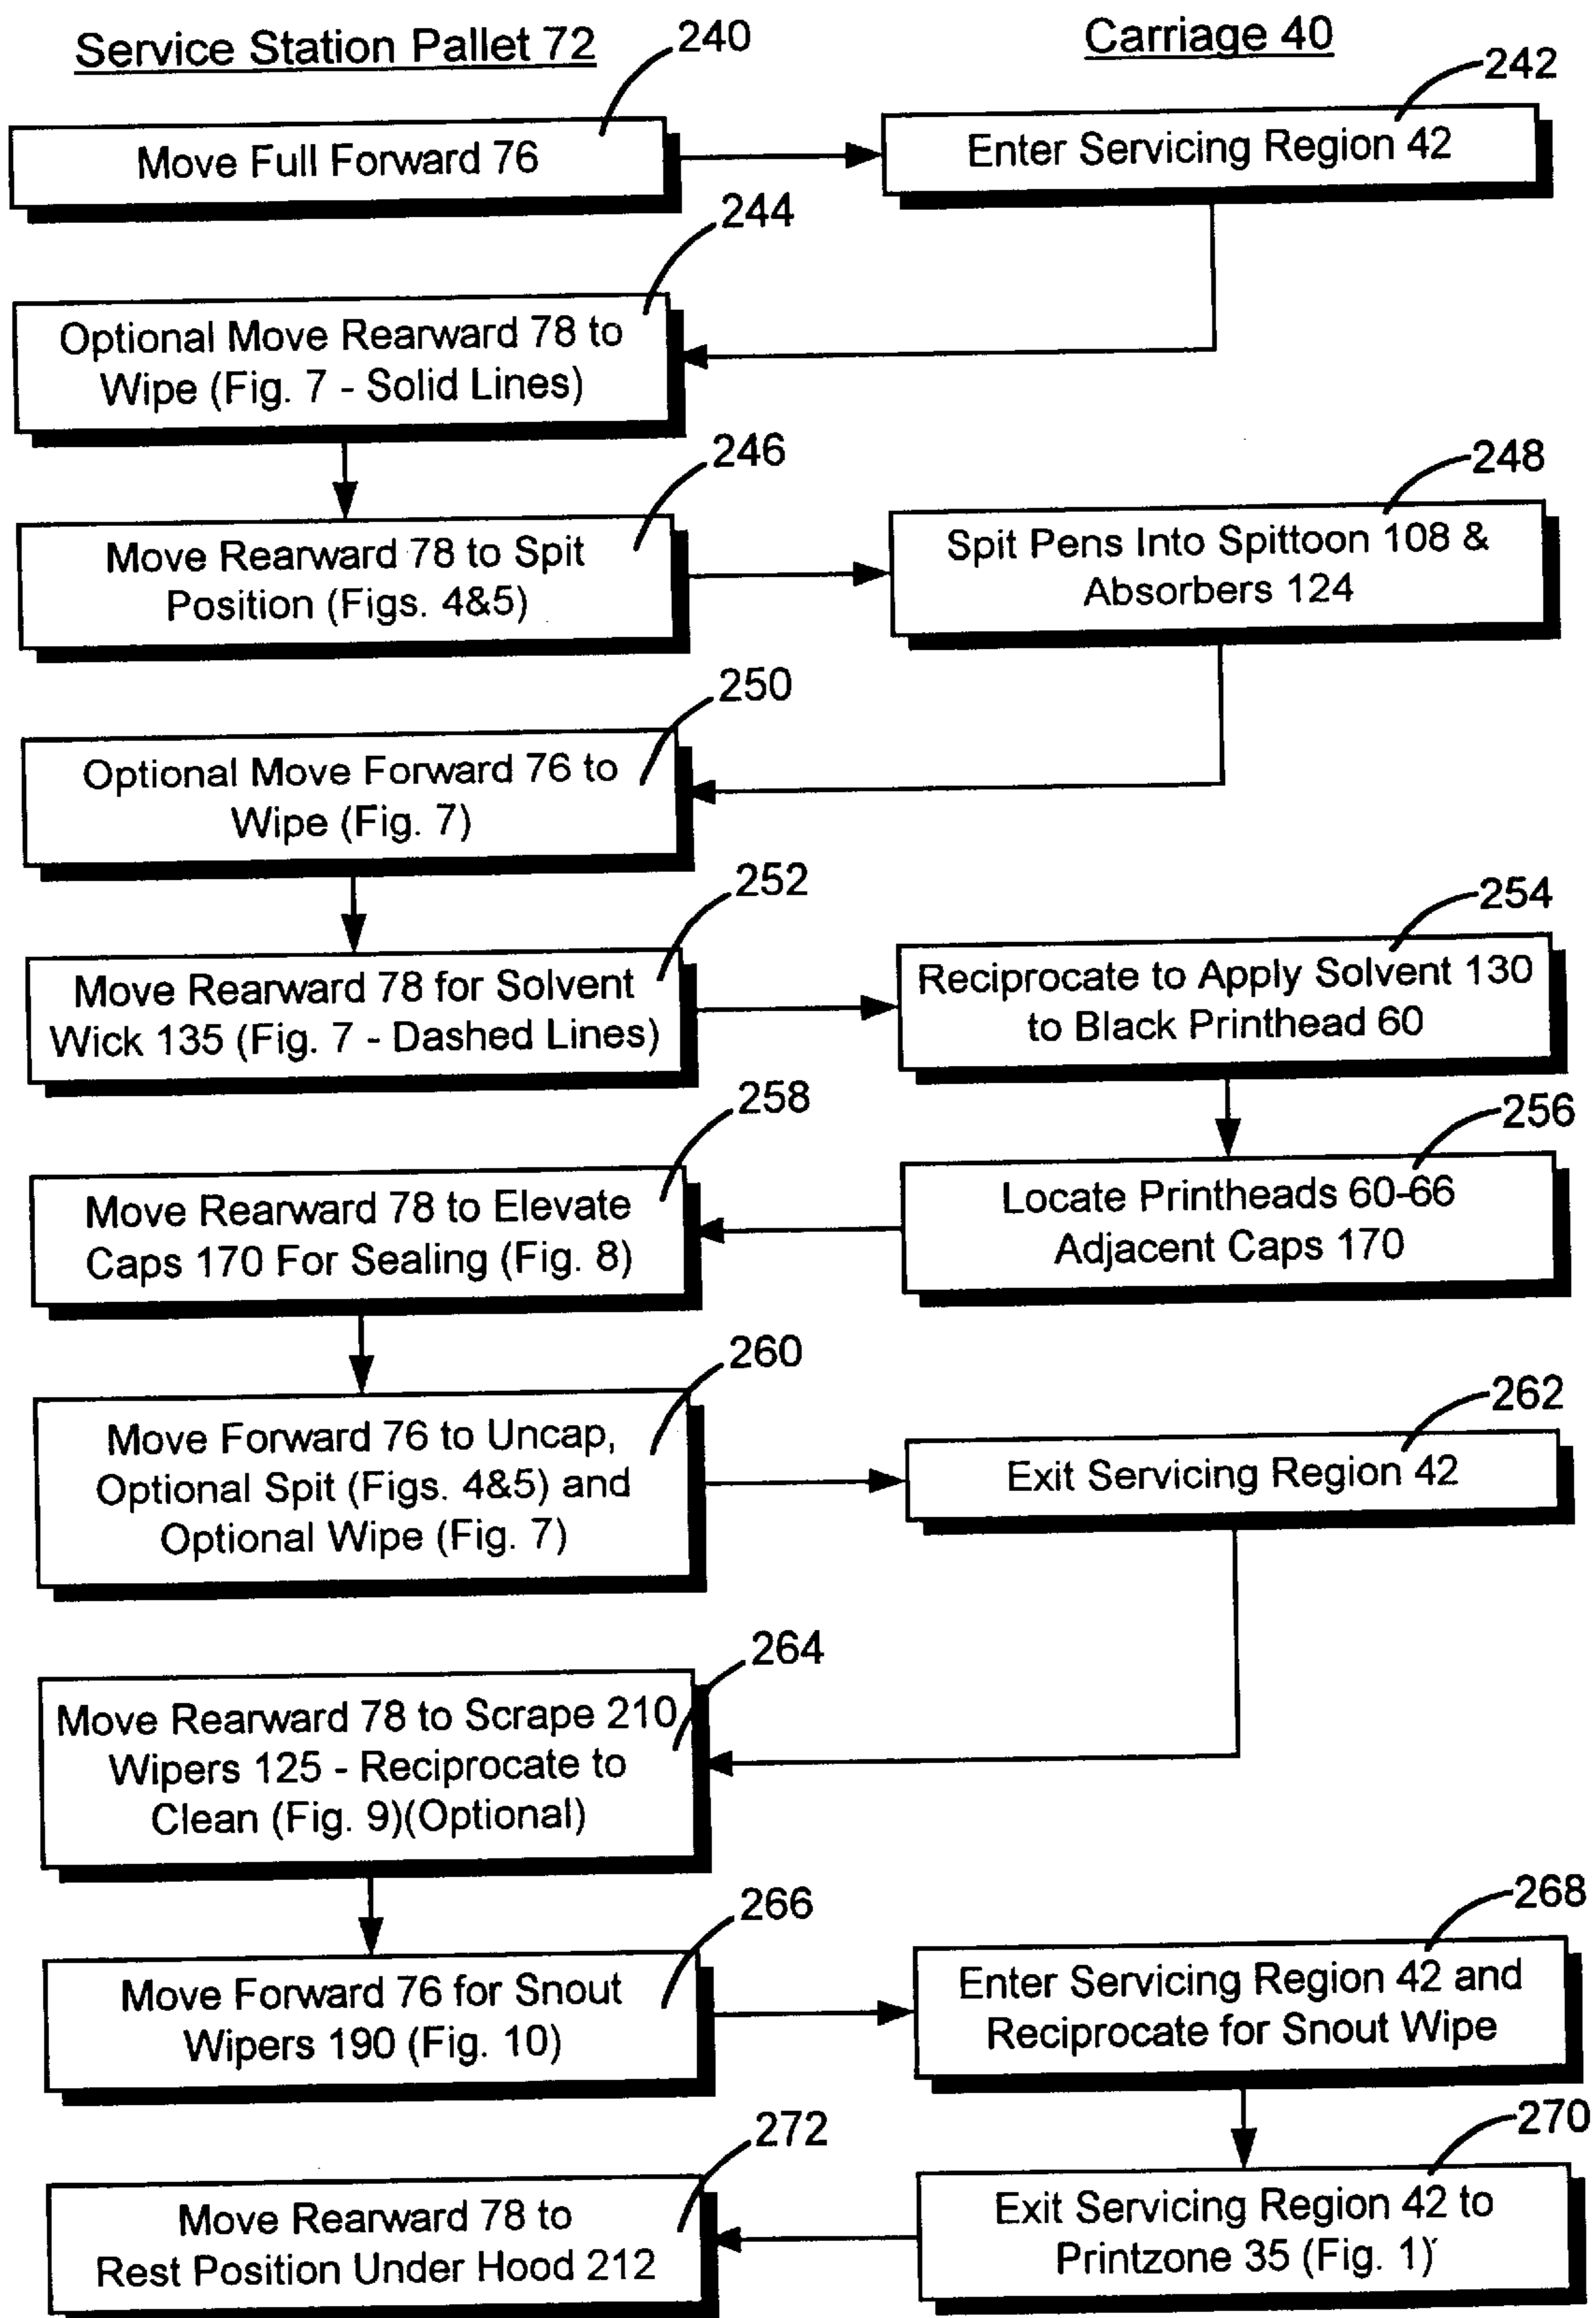 Service Station Pallet 72
240
Carriage 40
242
Move Full Forward 76
Enter Servicing Region 42
244
Optional Move Rearward 78 to
Wipe (Fig. 7 - Solid Lines)
246
248
Move Rearward 78 to Spit
Position (Figs. 4&5)
Spit Pens Into Spittoon 108 &
Absorbers 124
250
Optional Move Forward 76 to
Wipe (Fig. 7)
252
254
Move Rearward 78 for Solvent
Wick 135 (Fig. 7 - Dashed Lines)
Reciprocate to Apply Solvent 130
to Black Printhead 60
258
256
Move Rearward 78 to Elevate
Caps 170 For Sealing (Fig. 8)
Locate Printheads 60-66
Adjacent Caps 170
260
262
Move Forward 76 to Uncap,
Optional Spit (Figs. 4&5) and
Optional Wipe (Fig. 7)
Exit Servicing Region 42
264
Move Rearward 78 to Scrape 210
Wipers 125 - Reciprocate to
Clean (Fig. 9)(Optional)
266
268
Move Forward 76 for Snout
Wipers 190 (Fig. 10)
Enter Servicing Region 42 and
Reciprocate for Snout Wipe
272
270
Move Rearward 78 to
Rest Position Under Hood 212
Exit Servicing Region 42 to
Printzone 35 (Fig. 1)